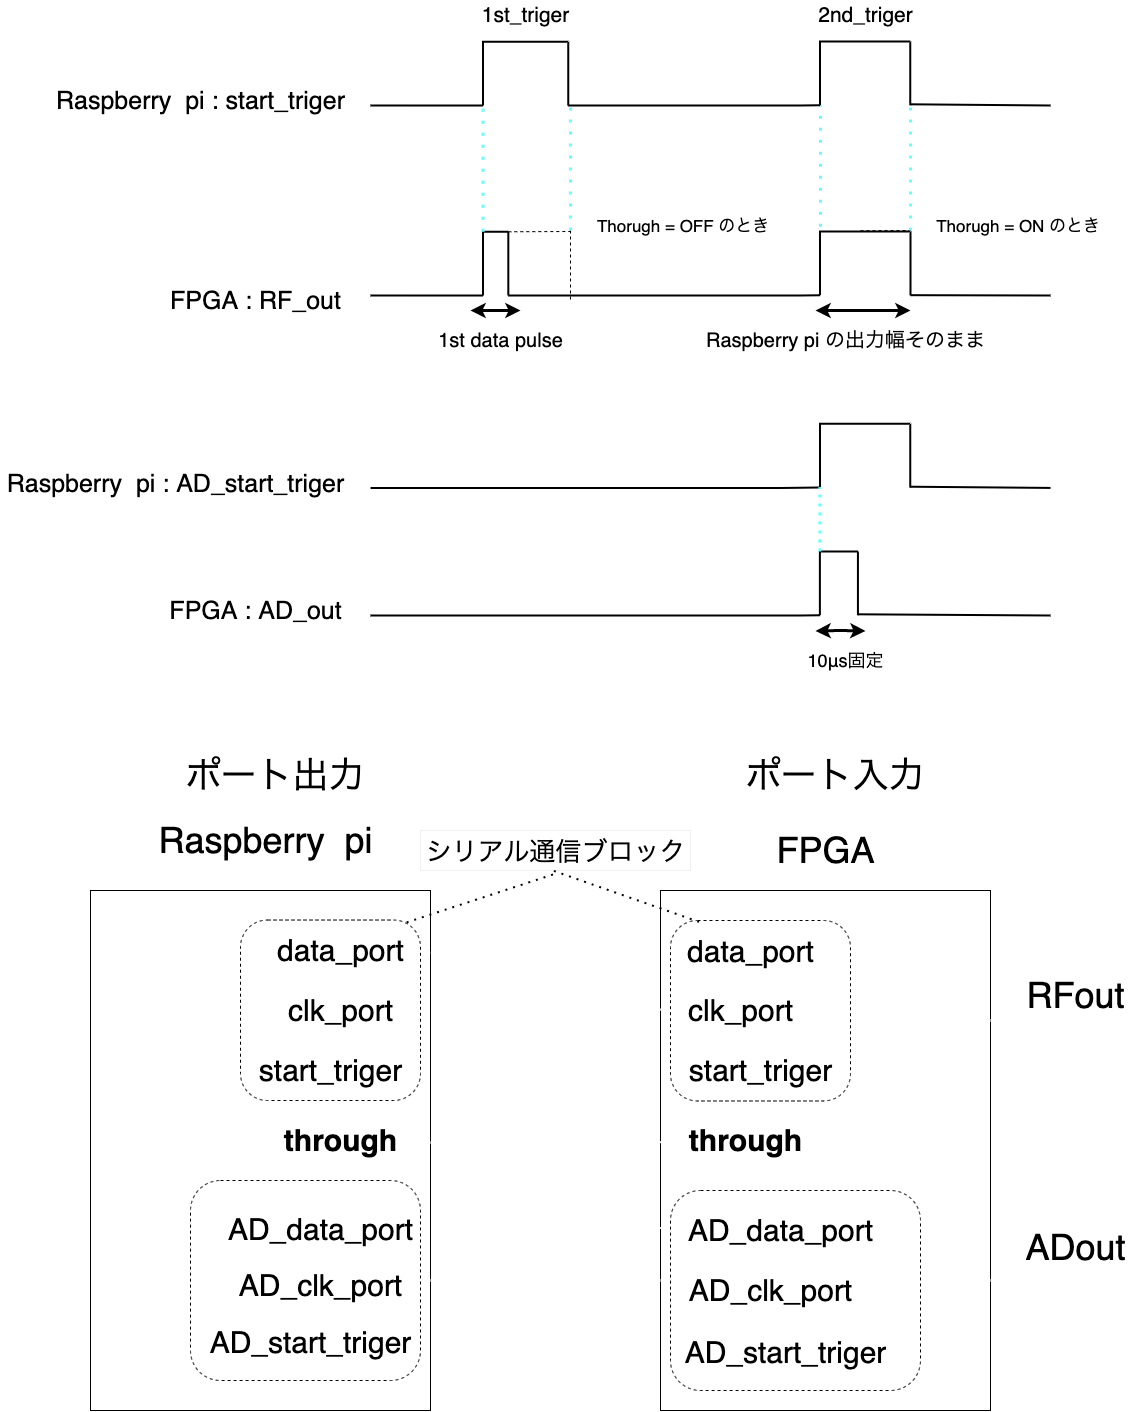 1st_triger
2nd_triger
Raspberry pi : start_triger
Thorugh = OFF のとき
Thorugh = ON のとき
FPGA : RF_out
1st data pulse
Raspberry pi の出力幅そのまま
Raspberry pi : AD_start_triger
FPGA : AD_out
10μs固定
ポート出力
ポート入力
Raspberry pi
シリアル通信ブロック
FPGA
data_port
clk_port
start_triger
through
AD_data_port
AD_clk_port
AD_start_triger
data_port
clk_port
start_triger
through
AD_data_port
AD_clk_port
AD_start_triger
RFout
ADout